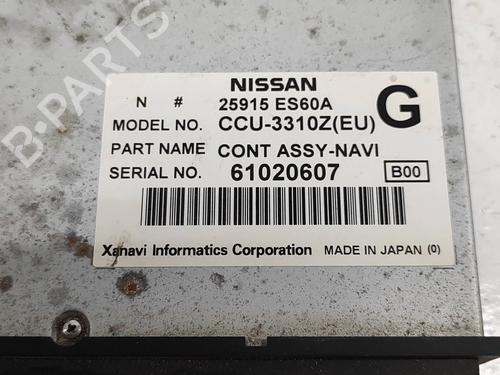 B-PARTS
NISSAN
N # 25915 ES60A G
MODEL NO. CCU-3310Z(EU)
PART NAME CONT ASSY-NAVI
SERIAL NO. 61020607 B00
Xanavi Informatics Corporation MADE IN JAPAN (0)